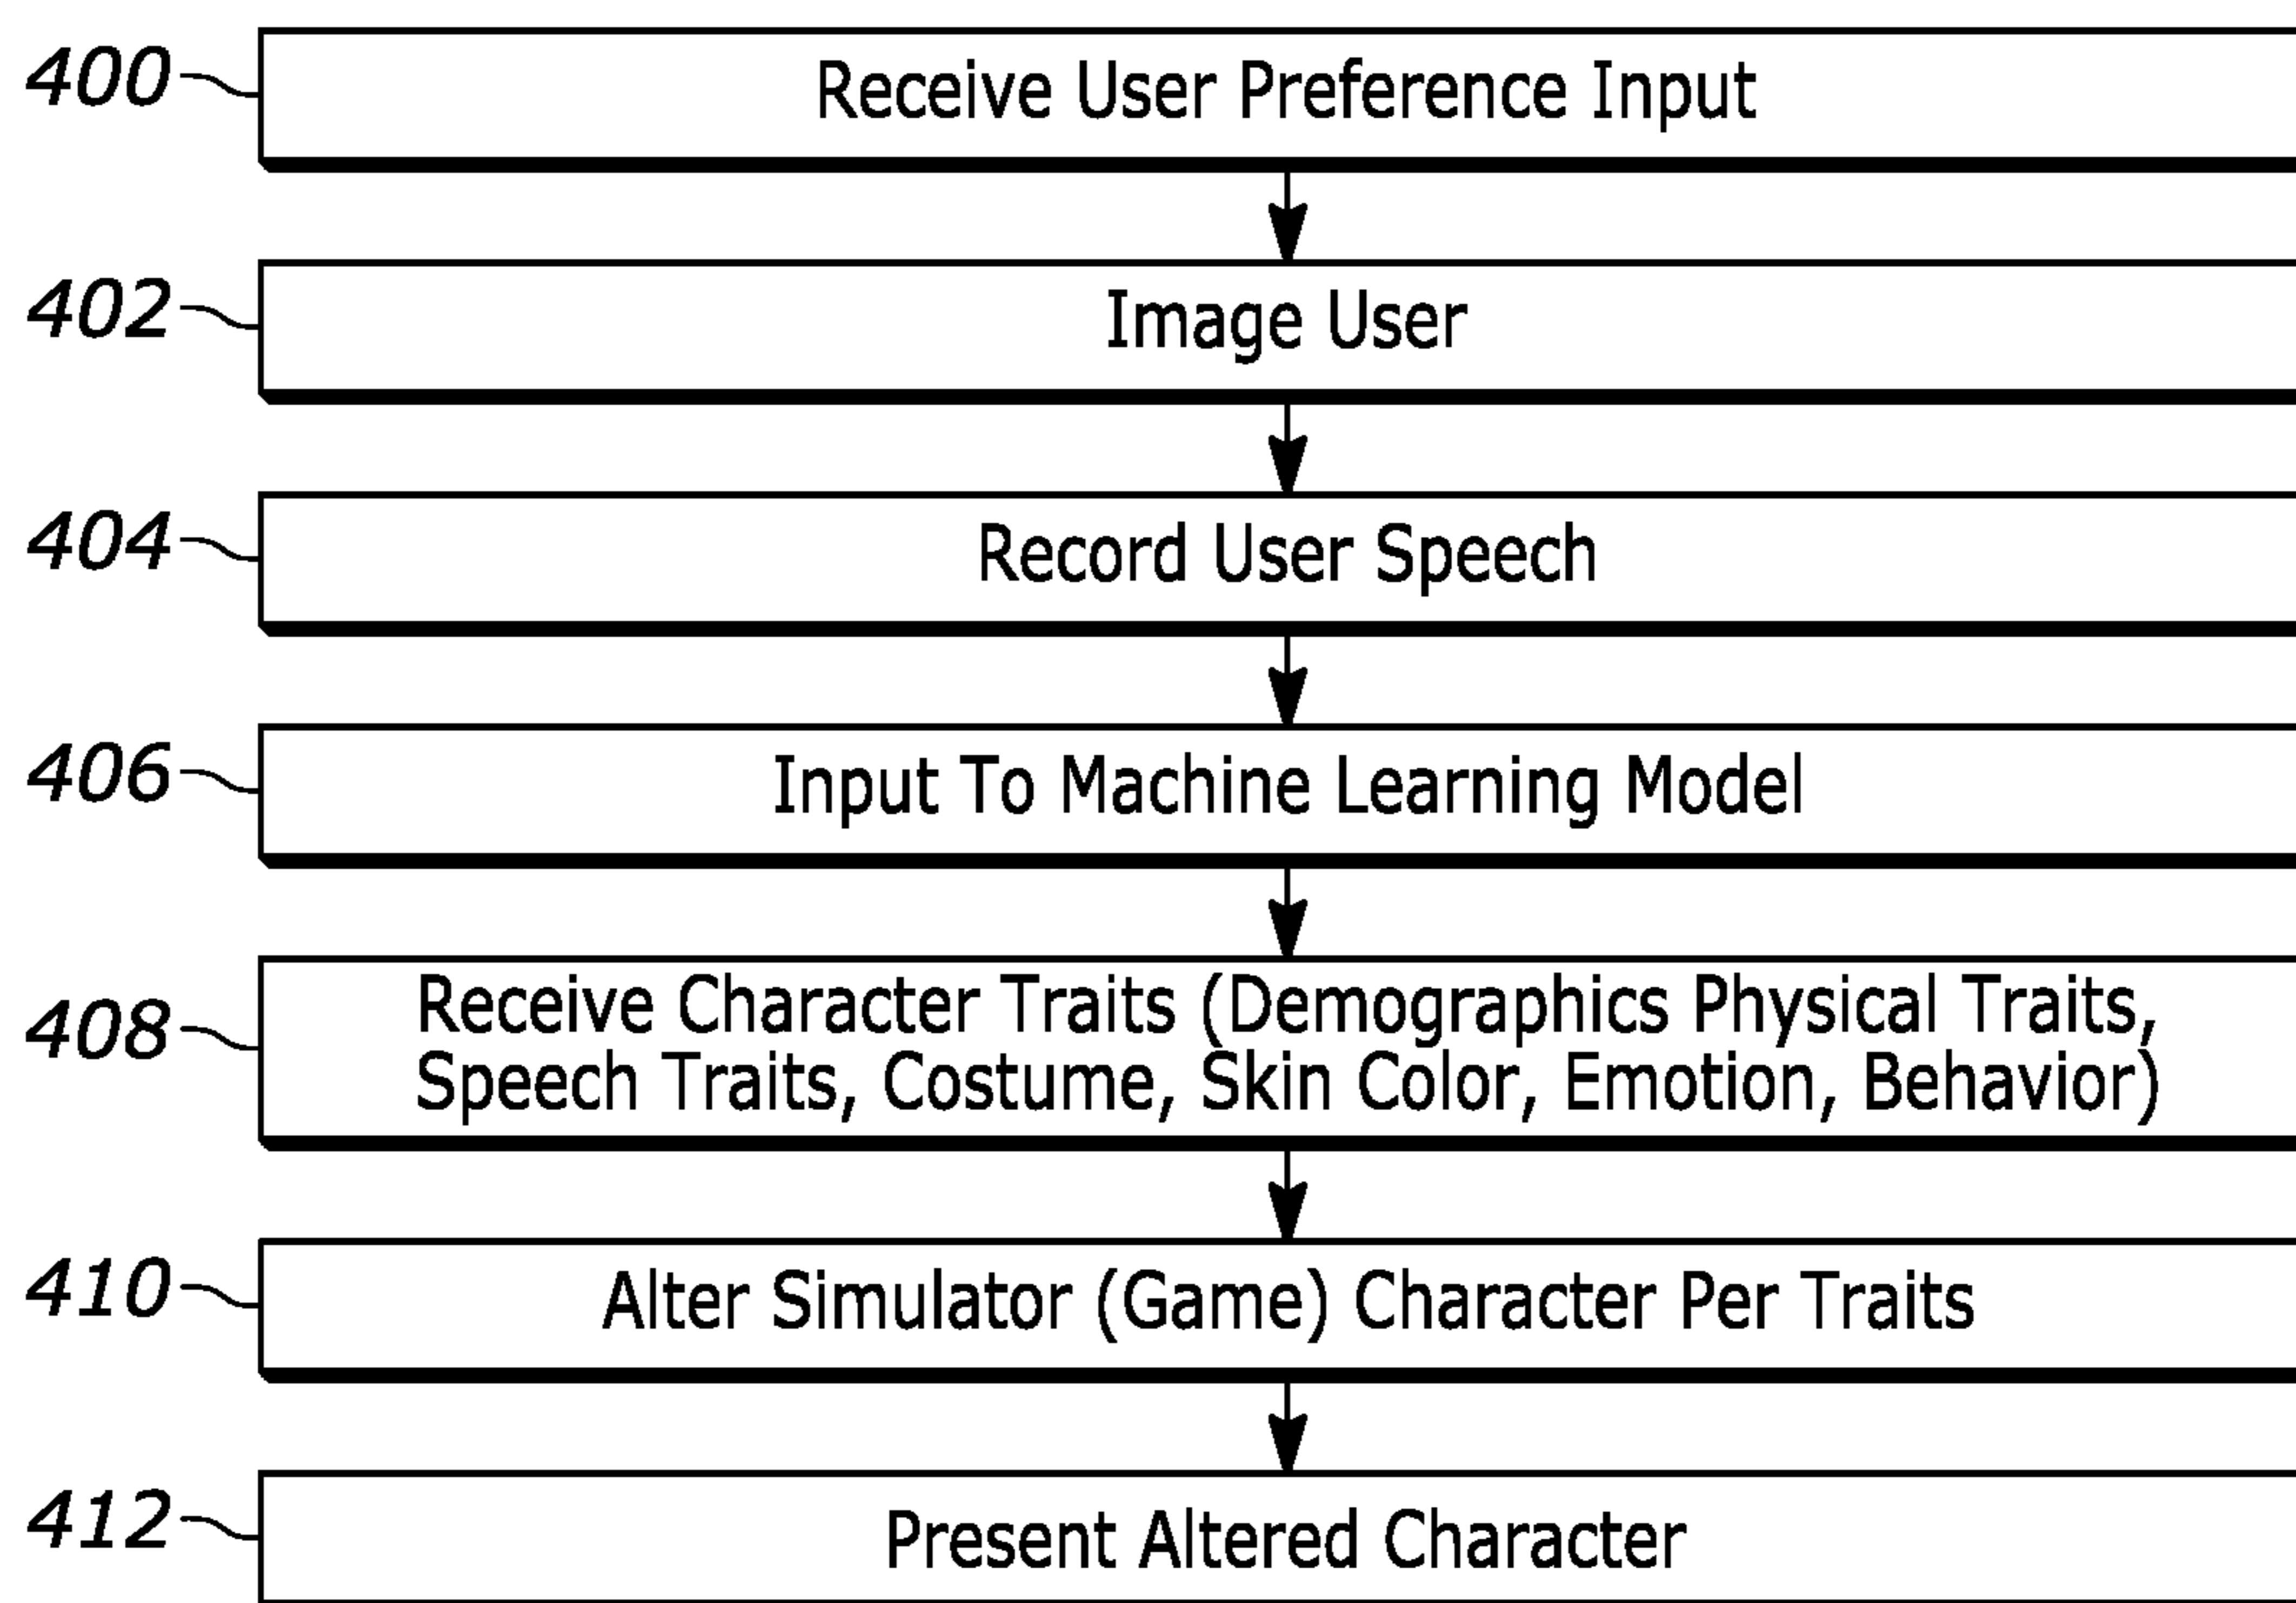 400 Receive User Preference Input
402 Image User
404 Record User Speech
406 Input To Machine Learning Model
408 Receive Character Traits (Demographics Physical Traits,
Speech Traits, Costume, Skin Color, Emotion, Behavior)
410 Alter Simulator (Game) Character Per Traits
412 Present Altered Character